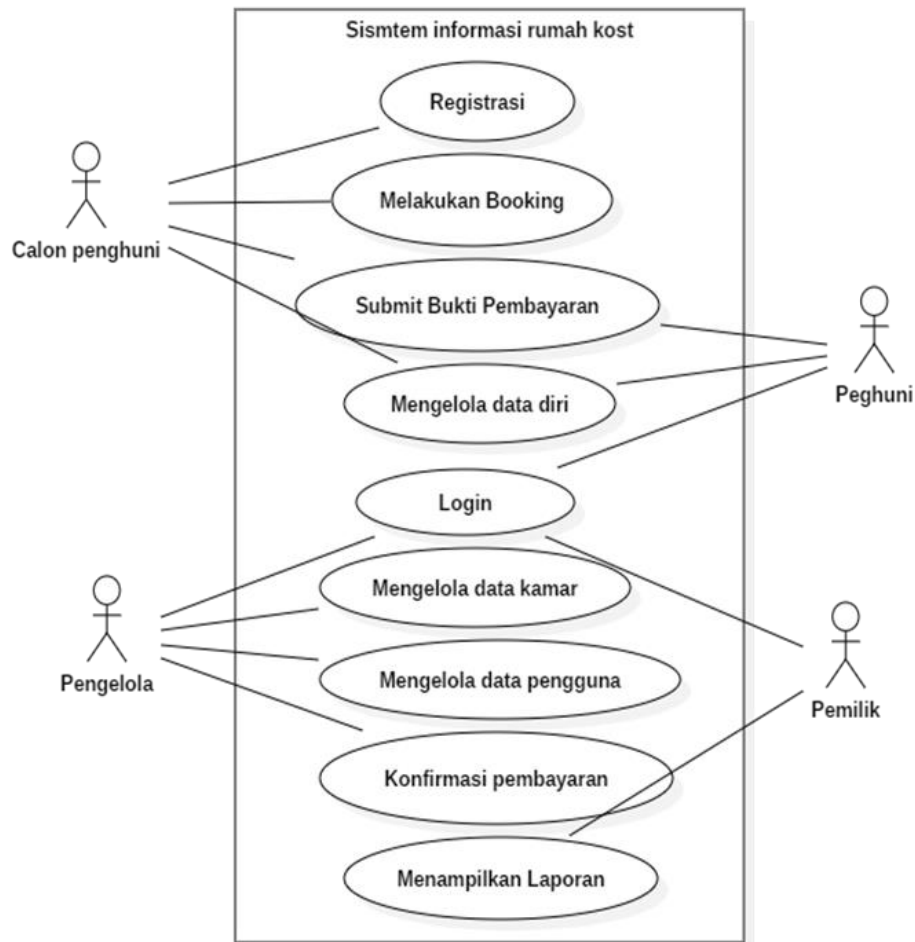 Sismtem informasi rumah kost
Registrasi
Melakukan Booking
Calon penghuni
Submit Bukti Pembayaran
Mengelola data diri
Peghuni
Login
Mengelola data kamar
Pengelola
Mengelola data pengguna
Pemilik
Konfirmasi pembayaran
Menampilkan Laporan